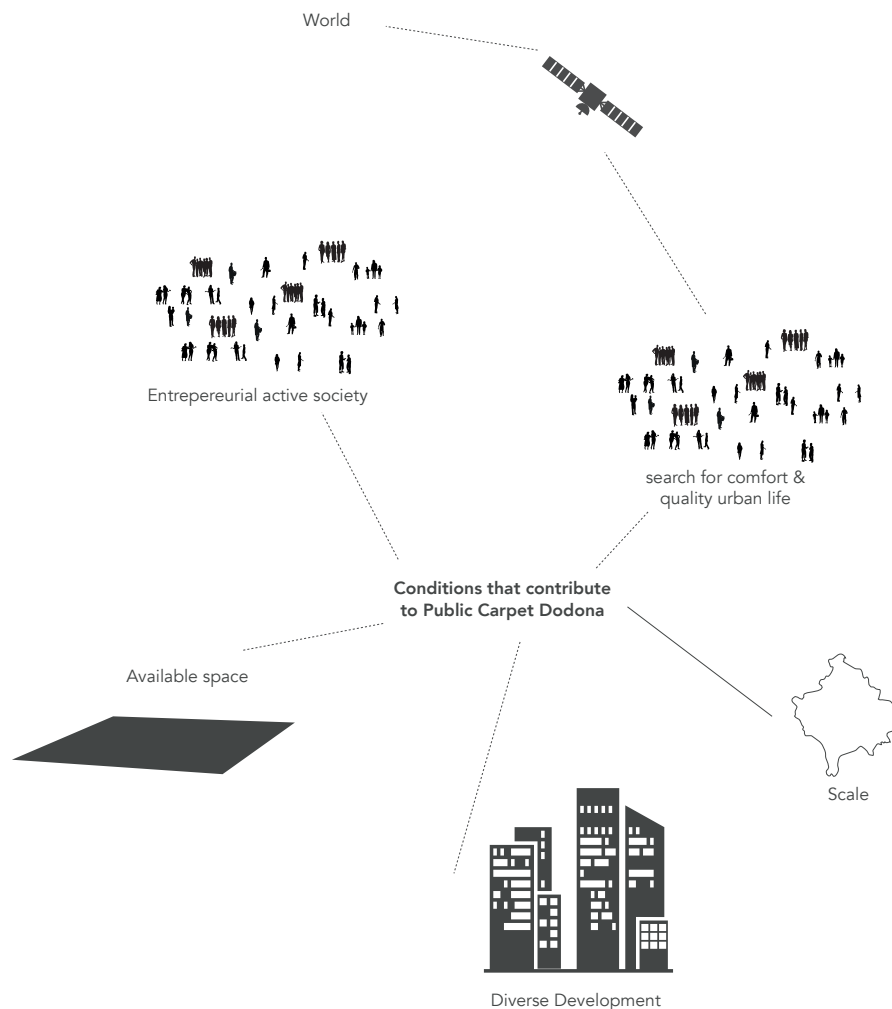 World
Entrepereurial active society
search for comfort &
quality urban life
Conditions that contribute
to Public Carpet Dodona
Available space
Scale
Diverse Development